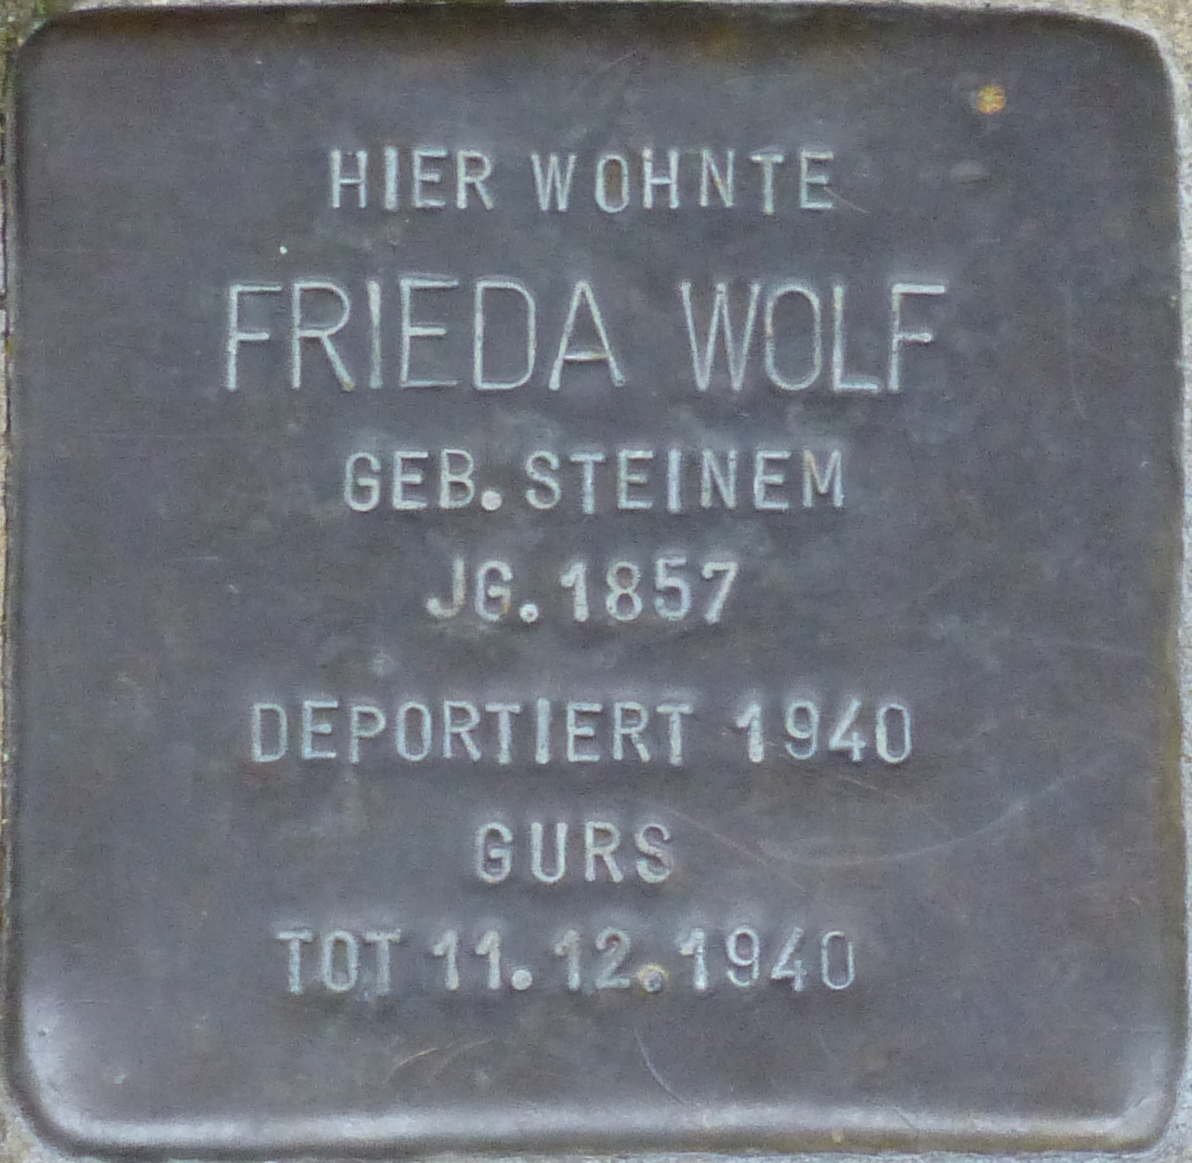 HIER WOHNTE
FRIEDA WOLF
GEB. STEINEM
JG. 1857
DEPORTIERT 1940
GURS
TOT 11.12.1940